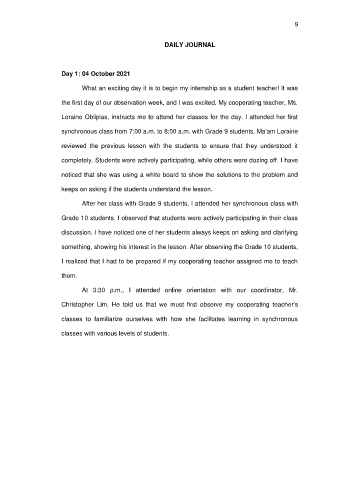 9
DAILY JOURNAL
Day 1: 04 October 2021
What an exciting day it is to begin my internship as a student teacher! It was
the first day of our observation week, and I was excited. My cooperating teacher, Ms.
Loraine Oblipias, instructs me to attend her classes for the day. I attended her first
synchronous class from 7:00 a.m. to 8:00 a.m. with Grade 9 students. Ma'am Loraine
reviewed the previous lesson with the students to ensure that they understood it
completely. Students were actively participating, while others were dozing off. I have
noticed that she was using a white board to show the solutions to the problem and
keeps on asking if the students understand the lesson.
After her class with Grade 9 students, I attended her synchronous class with
Grade 10 students. I observed that students were actively participating in their class
discussion. I have noticed one of her students always keeps on asking and clarifying
something, showing his interest in the lesson. After observing the Grade 10 students,
I realized that I had to be prepared if my cooperating teacher assigned me to teach
them.
At 3:30 p.m., I attended online orientation with our coordinator, Mr.
Christopher Lim. He told us that we must first observe my cooperating teacher's
classes to familiarize ourselves with how she facilitates learning in synchronous
classes with various levels of students.